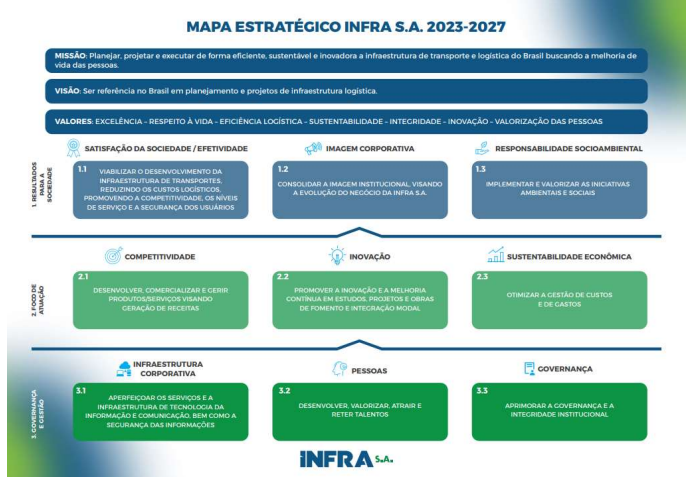 MAPA ESTRATÉGICO INFRA S.A. 2023-2027
MISSÃO: Planejar, projetar e executar de forma eficiente, sustentável e inovadora a infraestrutura de transporte e logística do Brasil buscando a melhoria de
vida das pessoas.
VISÃO: Ser referência no Brasil em planejamento e projetos de infraestrutura logística.
VALORES: EXCELÊNCIA – RESPEITO À VIDA – EFICIÊNCIA LOGÍSTICA – SUSTENTABILIDADE – INTEGRIDADE – INOVAÇÃO – VALORIZAÇÃO DAS PESSOAS
1. RESULTADOS
PARA A
SOCIEDADE
SATISFAÇÃO DA SOCIEDADE / EFETIVIDADE
1.1
VIABILIZAR O DESENVOLVIMENTO DA
INFRAESTRUTURA DE TRANSPORTES,
REDUZINDO OS CUSTOS LOGÍSTICOS,
PROMOVENDO A COMPETITIVIDADE, OS NÍVEIS
DE SERVIÇO E A SEGURANÇA DOS USUÁRIOS
IMAGEM CORPORATIVA
1.2
CONSOLIDAR A IMAGEM INSTITUCIONAL, VISANDO
A EVOLUÇÃO DO NEGÓCIO DA INFRA S.A.
RESPONSABILIDADE SOCIOAMBIENTAL
1.3
IMPLEMENTAR E VALORIZAR AS INICIATIVAS
AMBIENTAIS E SOCIAIS
2. FOCO DE
ATUAÇÃO
COMPETITIVIDADE
2.1
DESENVOLVER, COMERCIALIZAR E GERIR
PRODUTOS/SERVIÇOS VISANDO
GERAÇÃO DE RECEITAS
INOVAÇÃO
2.2
PROMOVER A INOVAÇÃO E A MELHORIA
CONTÍNUA EM ESTUDOS, PROJETOS E OBRAS
DE FOMENTO E INTEGRAÇÃO MODAL
SUSTENTABILIDADE ECONÔMICA
2.3
OTIMIZAR A GESTÃO DE CUSTOS
E DE GASTOS
3. GOVERNANÇA
E GESTÃO
INFRAESTRUTURA
CORPORATIVA
3.1
APERFEIÇOAR OS SERVIÇOS E A
INFRAESTRUTURA DE TECNOLOGIA DA
INFORMAÇÃO E COMUNICAÇÃO, BEM COMO A
SEGURANÇA DAS INFORMAÇÕES
PESSOAS
3.2
DESENVOLVER, VALORIZAR, ATRAIR E
RETER TALENTOS
GOVERNANÇA
3.3
APRIMORAR A GOVERNANÇA E A
INTEGRIDADE INSTITUCIONAL
INFRA S.A.